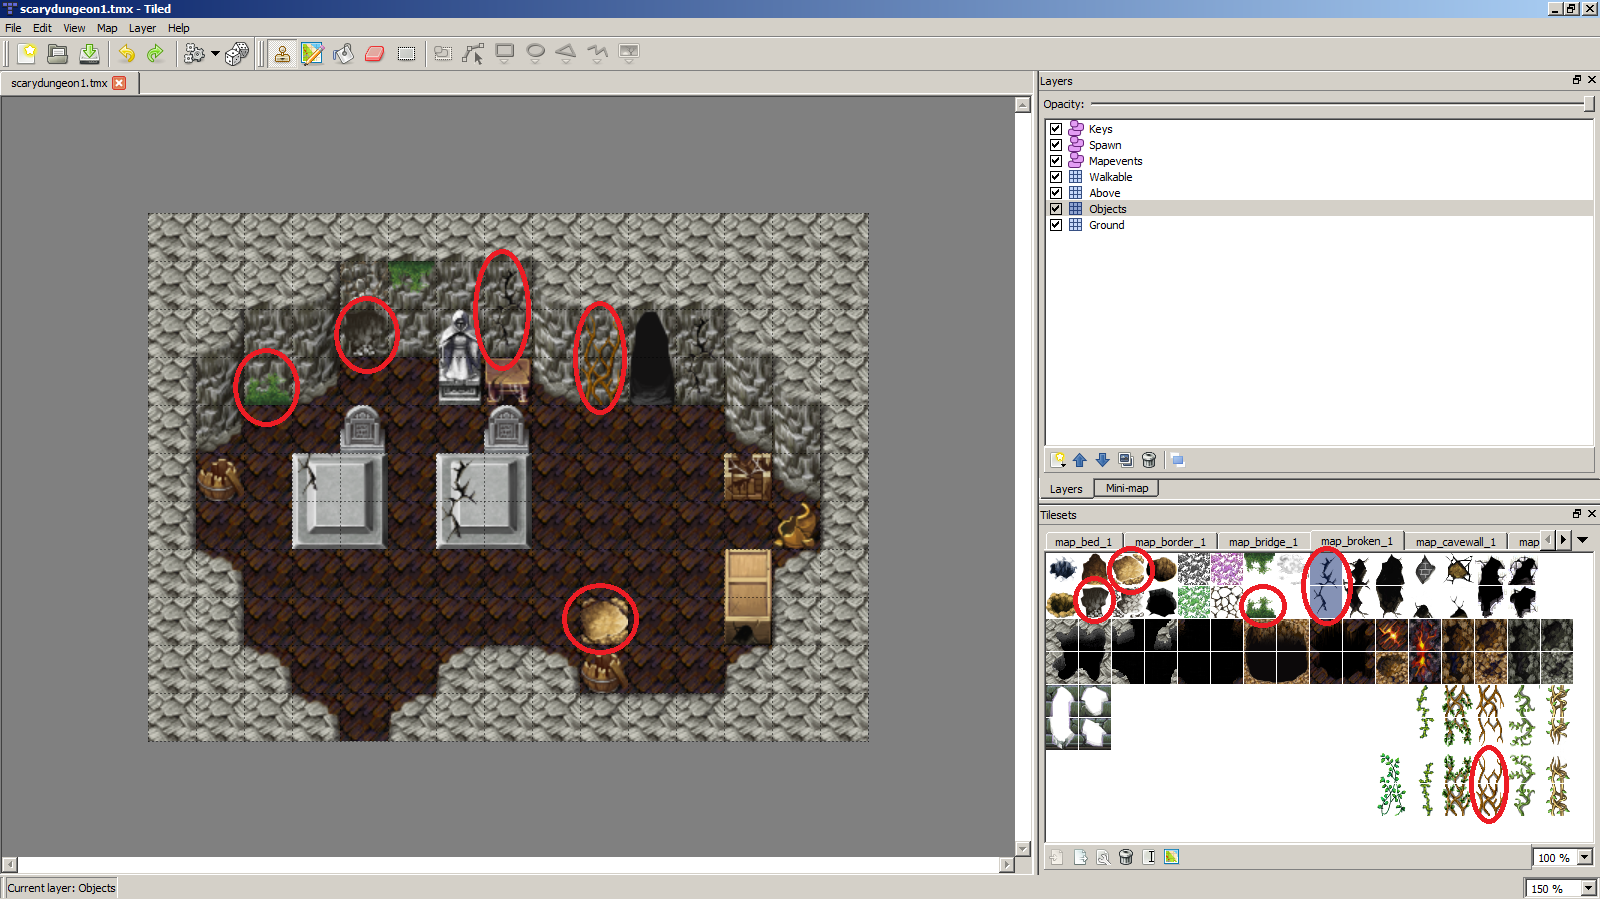 scarydungeon1.tmx - Tiled
File Edit View Map Layer Help
scarydungeon1.tmx
Layers
Opacity:
Keys
Spawn
Mapevents
Walkable
Above
Objects
Ground
Layers Mini-map
Tilesets
map_bed_1 map_border_1 map_bridge_1 map_broken_1 map_cavewall_1 map
100 %
Current layer: Objects
150 %